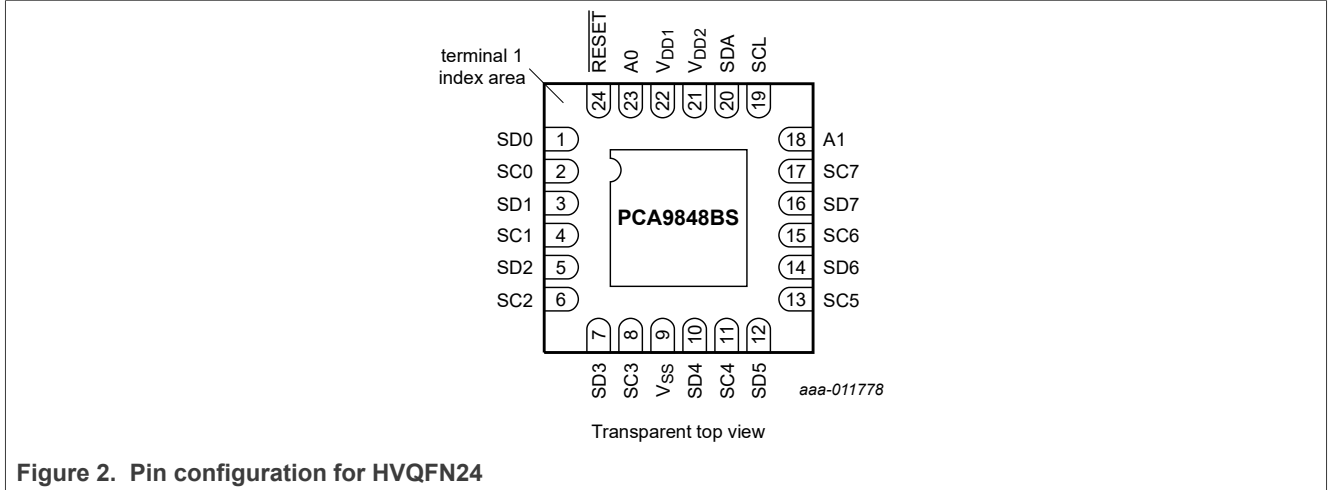 RESET
A0
VDD1
VDD2
SDA
SCL
terminal 1
index area
24
23
22
21
20
19
SD0 1
18 A1
SC0 2
17 SC7
SD1 3
16 SD7
PCA9848BS
SC1 4
15 SC6
SD2 5
14 SD6
SC2 6
13 SC5
7
8
9
10
11
12
SD3
SC3
VSS
SD4
SC4
SD5
aaa-011778
Transparent top view
Figure 2. Pin configuration for HVQFN24